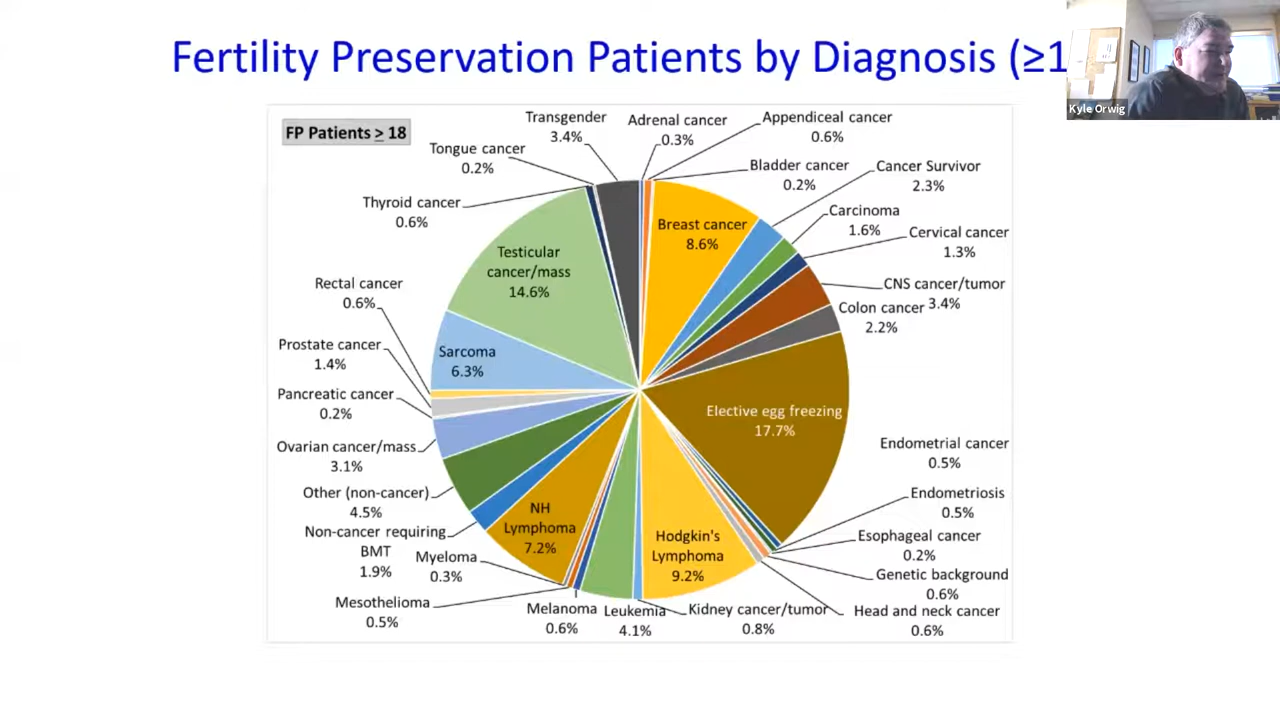 Fertility Preservation Patients by Diagnosis (≥1
Kyle Orwig
FP Patients ≥ 18
Transgender
3.4%
Adrenal cancer
0.3%
Appendiceal cancer
0.6%
Bladder cancer
0.2%
Cancer Survivor
2.3%
Carcinoma
1.6%
Cervical cancer
1.3%
CNS cancer/tumor
3.4%
Colon cancer
2.2%
Breast cancer
8.6%
Elective egg freezing
17.7%
Endometrial cancer
0.5%
Endometriosis
0.5%
Esophageal cancer
0.2%
Genetic background
0.6%
Head and neck cancer
0.6%
Hodgkin's
Lymphoma
9.2%
Kidney cancer/tumor
0.8%
Leukemia
4.1%
Melanoma
0.6%
Mesothelioma
0.5%
Myeloma
0.3%
NH
Lymphoma
7.2%
Non-cancer requiring
BMT
1.9%
Other (non-cancer)
4.5%
Ovarian cancer/mass
3.1%
Pancreatic cancer
0.2%
Prostate cancer
1.4%
Rectal cancer
0.6%
Sarcoma
6.3%
Testicular
cancer/mass
14.6%
Thyroid cancer
0.6%
Tongue cancer
0.2%